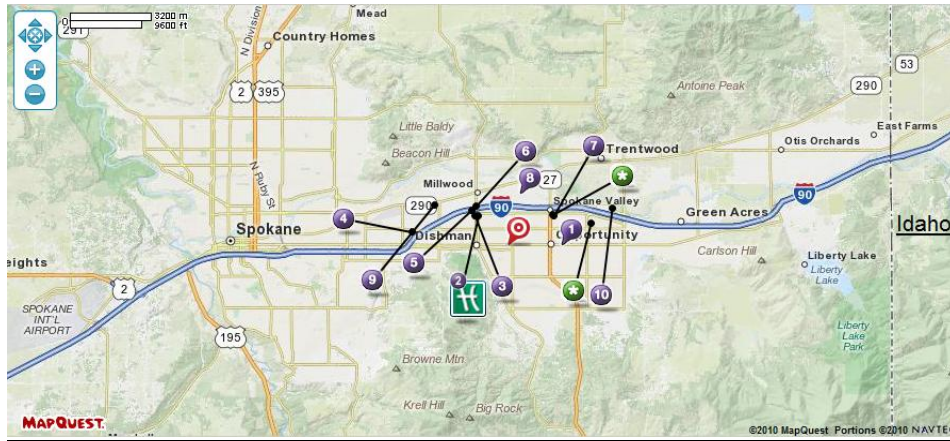 0
3200 m
9600 ft
Mead
291
N Division
Country Homes
53
2
395
290
Antoine Peak
East Farms
Little Baldy
Otis Orchards
6
7
Trentwood
Beacon Hill
8
27
Millwood
N Ruby St
290
90
Spokane Valley
90
4
Green Acres
Idaho
Spokane
Dishman
1
Opportunity
5
Carlson Hill
9
2
3
10
Liberty Lake
Liberty
Lake
2
SPOKANE
INT'L
AIRPORT
195
Liberty
Lake
Park
Browne Mtn
Krell Hill
Big Rock
MAPQUEST.
©2010 MapQuest Portions ©2010 NAVTE